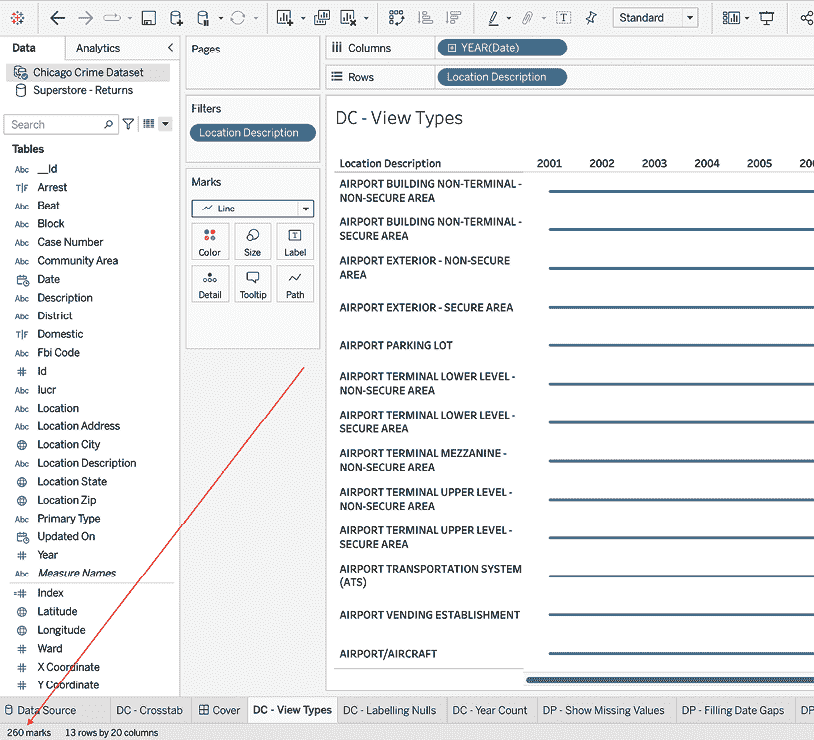 Standard
Data
Analytics
Chicago Crime Dataset
Superstore - Returns
Search
Tables
Abc __Id
T|F Arrest
Abc Beat
Abc Block
Abc Case Number
Abc Community Area
Date
Abc Description
Abc District
T|F Domestic
Abc Fbi Code
# Id
Abc Iucr
Abc Location
Abc Location Address
Location City
Abc Location Description
Location State
Location Zip
Abc Primary Type
Updated On
# Year
Abc Measure Names
=# Index
Latitude
Longitude
# Ward
# X Coordinate
# Y Coordinate
Pages
Filters
Location Description
Marks
Line
Color
Size
T
Label
Detail
Tooltip
Path
Columns
YEAR(Date)
Rows
Location Description
DC - View Types
Location Description
2001 2002 2003 2004 2005 200
AIRPORT BUILDING NON-TERMINAL -
NON-SECURE AREA
AIRPORT BUILDING NON-TERMINAL -
SECURE AREA
AIRPORT EXTERIOR - NON-SECURE
AREA
AIRPORT EXTERIOR - SECURE AREA
AIRPORT PARKING LOT
AIRPORT TERMINAL LOWER LEVEL -
NON-SECURE AREA
AIRPORT TERMINAL LOWER LEVEL -
SECURE AREA
AIRPORT TERMINAL MEZZANINE -
NON-SECURE AREA
AIRPORT TERMINAL UPPER LEVEL -
NON-SECURE AREA
AIRPORT TERMINAL UPPER LEVEL -
SECURE AREA
AIRPORT TRANSPORTATION SYSTEM
(ATS)
AIRPORT VENDING ESTABLISHMENT
AIRPORT/AIRCRAFT
Data Source
DC - Crosstab
Cover
DC - View Types
DC - Labelling Nulls
DC - Year Count
DP - Show Missing Values
DP - Filling Date Gaps
DP
260 marks
13 rows by 20 columns